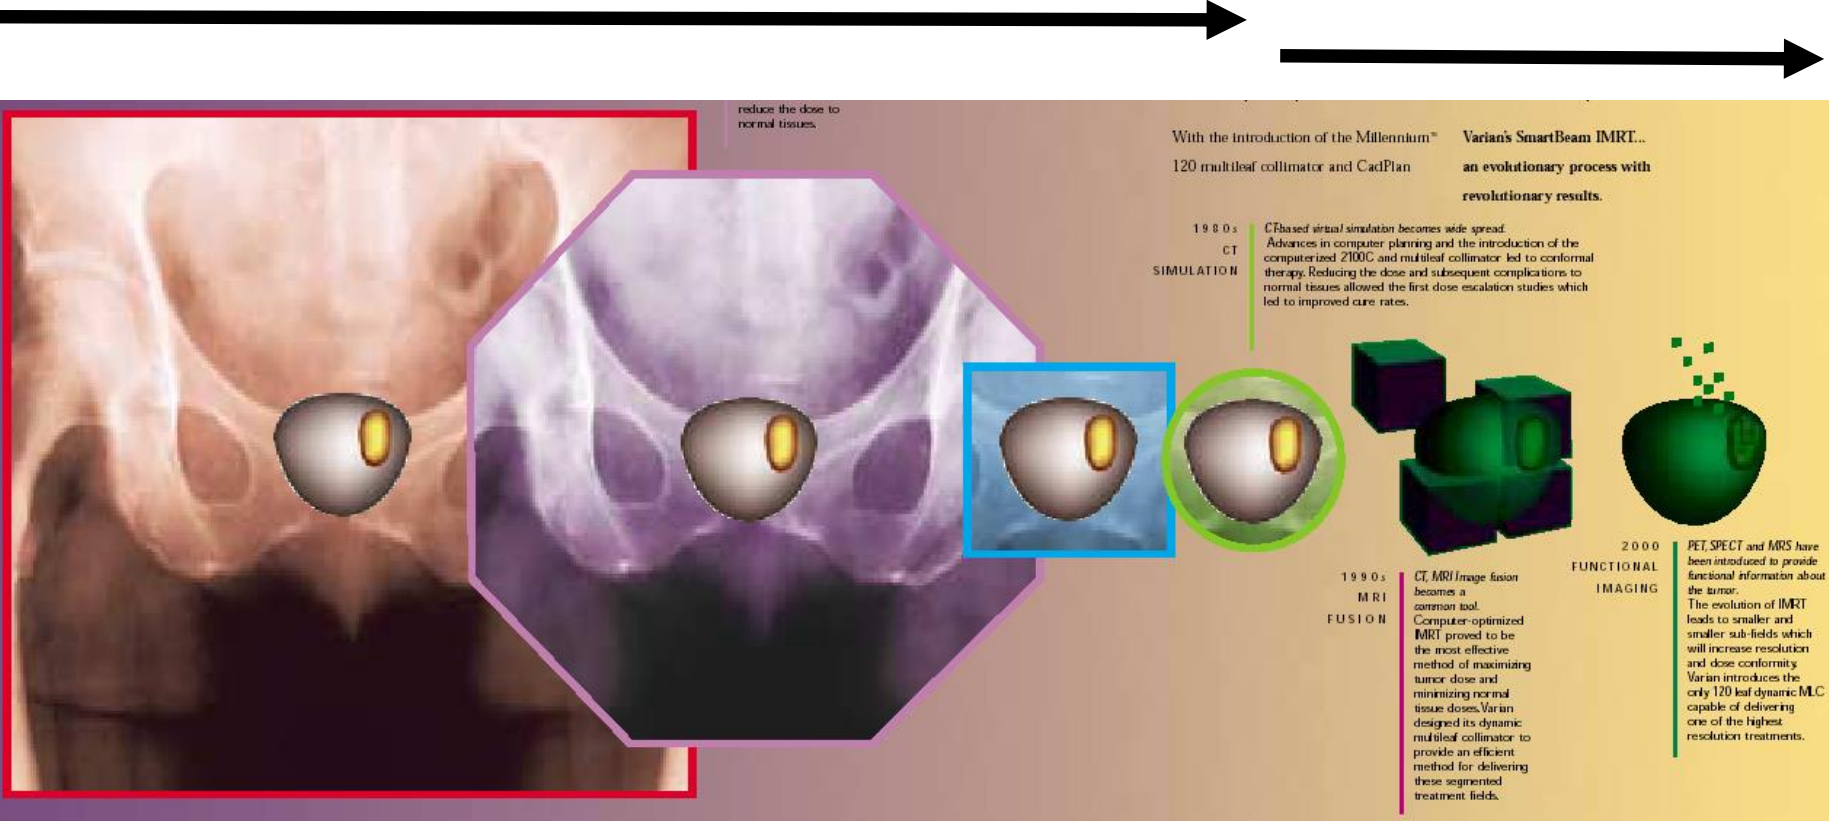 reduce the dose to
normal tissues.
With the introduction of the Millennium™
120 multileaf collimator and CadPlan
Varian's SmartBeam IMRT...
an evolutionary process with
revolutionary results.
1980s
CT
SIMULATION
CT-based virtual simulation becomes wide spread.
Advances in computer planning and the introduction of the
computerized 2100C and multileaf collimator led to conformal
therapy. Reducing the dose and subsequent complications to
normal tissues allowed the first dose escalation studies which
led to improved cure rates.
1990s
MRI
FUSION
CT, MRI Image fusion
becomes a
common tool.
Computer-optimized
IMRT proved to be
the most effective
method of maximizing
tumor dose and
minimizing normal
tissue doses. Varian
designed its dynamic
multileaf collimator to
provide an efficient
method for delivering
these segmented
treatment fields.
2000
FUNCTIONAL
IMAGING
PET, SPECT and MRS have
been introduced to provide
functional information about
the tumor.
The evolution of IMRT
leads to smaller and
smaller sub-fields which
will increase resolution
and dose conformity.
Varian introduces the
only 120 leaf dynamic MLC
capable of delivering
one of the highest
resolution treatments.